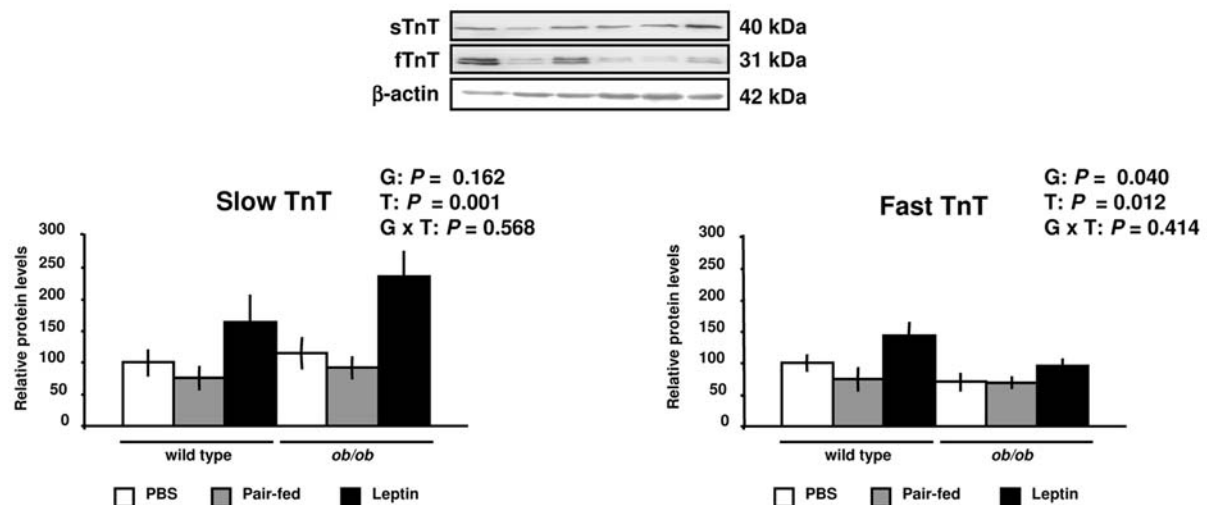 sTnT 40 kDa
fTnT 31 kDa
β-actin 42 kDa
Slow TnT
G: P = 0.162
T: P = 0.001
G x T: P = 0.568
Relative protein levels
300
250
200
150
100
50
0
wild type ob/ob
PBS Pair-fed Leptin
Fast TnT
G: P = 0.040
T: P = 0.012
G x T: P = 0.414
Relative protein levels
300
250
200
150
100
50
0
wild type ob/ob
PBS Pair-fed Leptin